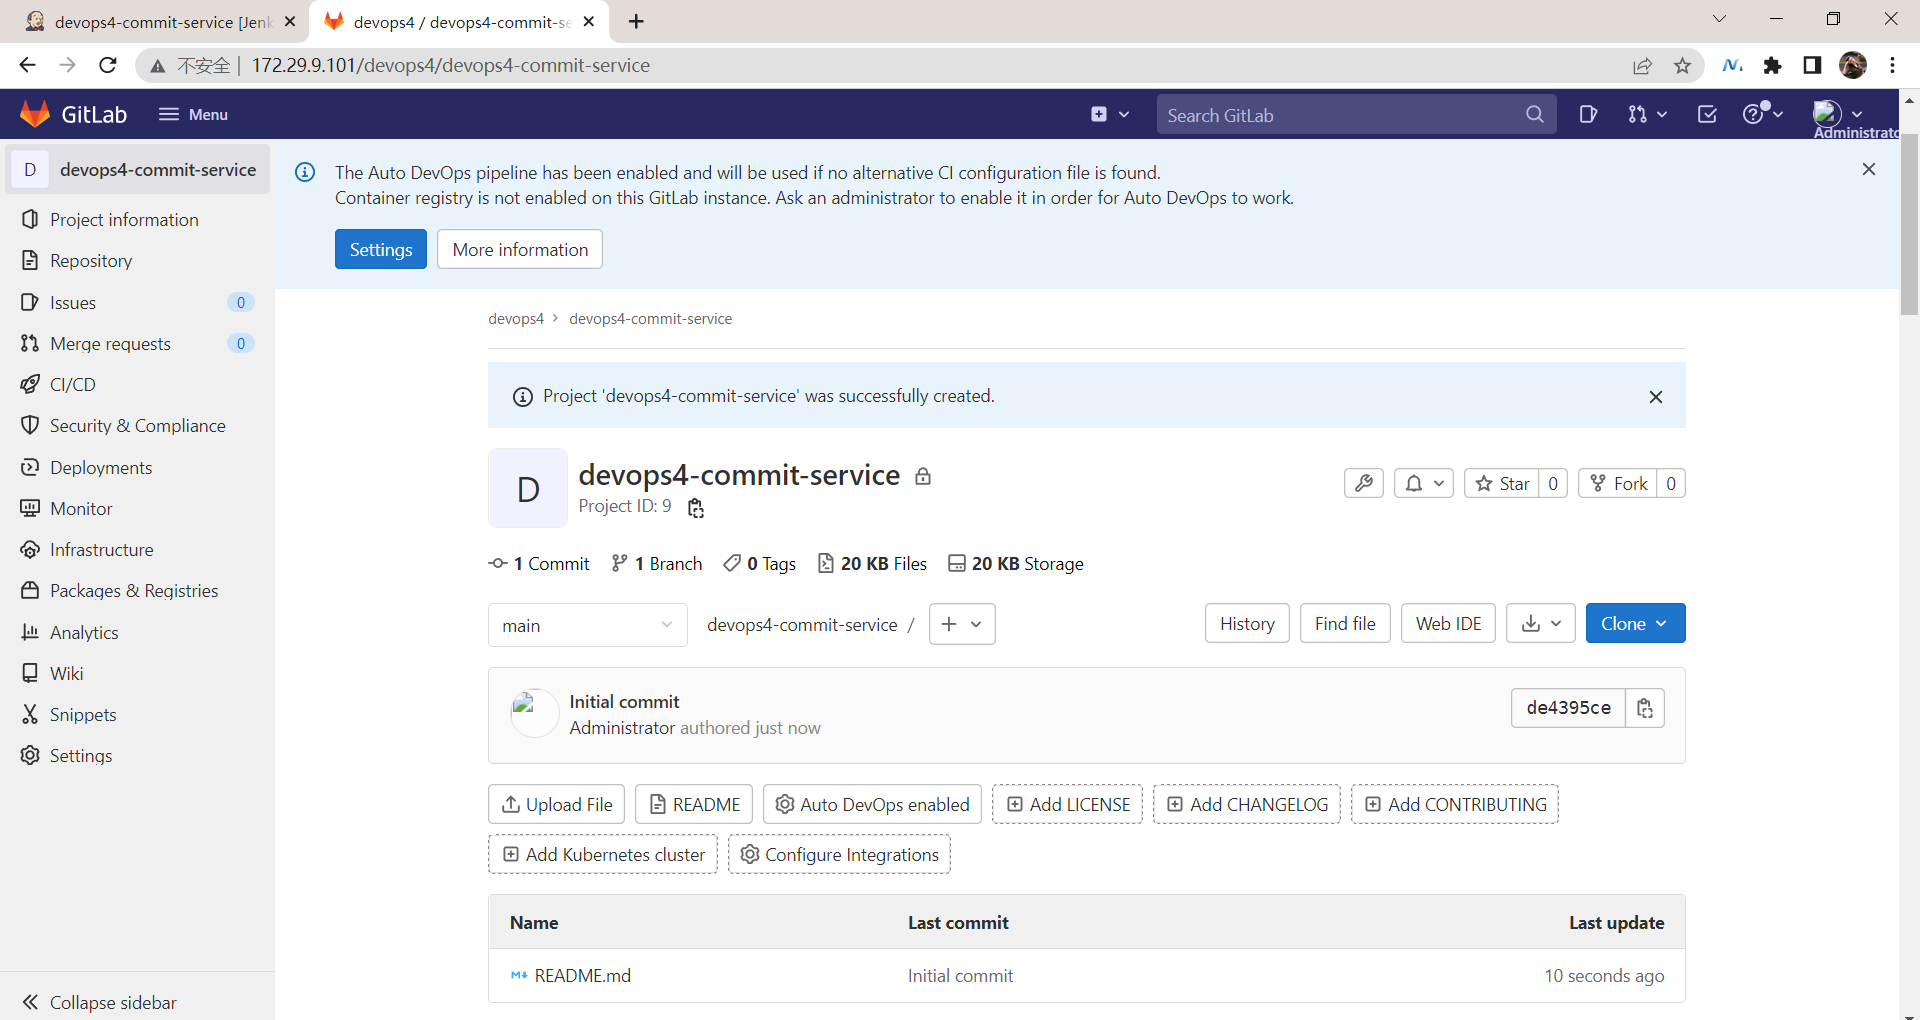 devops4-commit-service [Jenk
devops4 / devops4-commit-se
不安全 | 172.29.9.101/devops4/devops4-commit-service
GitLab
Menu
Search GitLab
Administrato
D devops4-commit-service
Project information
Repository
Issues 0
Merge requests 0
CI/CD
Security & Compliance
Deployments
Monitor
Infrastructure
Packages & Registries
Analytics
Wiki
Snippets
Settings
Collapse sidebar
The Auto DevOps pipeline has been enabled and will be used if no alternative CI configuration file is found.
Container registry is not enabled on this GitLab instance. Ask an administrator to enable it in order for Auto DevOps to work.
Settings More information
devops4 > devops4-commit-service
Project 'devops4-commit-service' was successfully created.
D
devops4-commit-service
Project ID: 9
Star 0 Fork 0
1 Commit 1 Branch 0 Tags 20 KB Files 20 KB Storage
main devops4-commit-service / History Find file Web IDE Clone
Initial commit
Administrator authored just now
de4395ce
Upload File README Auto DevOps enabled Add LICENSE Add CHANGELOG Add CONTRIBUTING
Add Kubernetes cluster Configure Integrations
Name Last commit Last update
README.md Initial commit 10 seconds ago